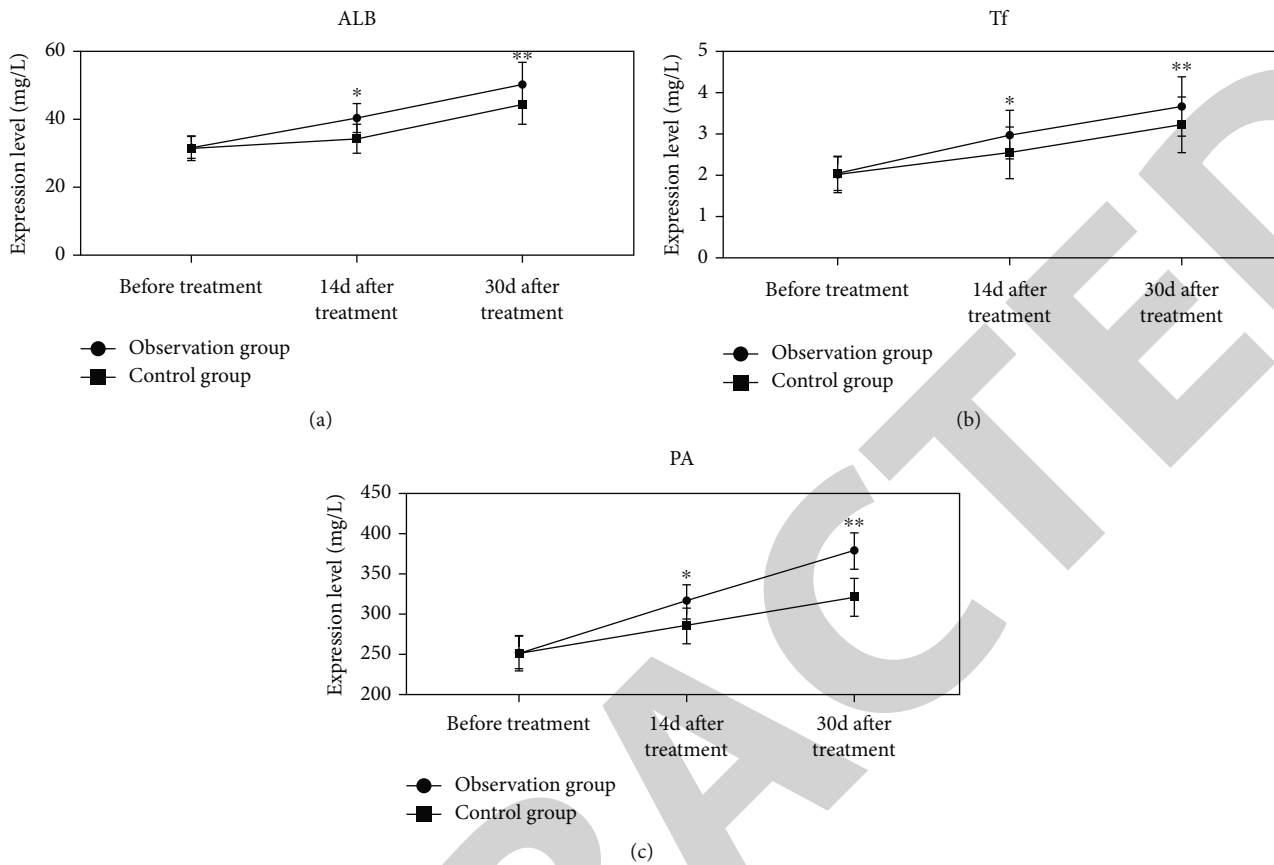 ALB
Expression level (mg/L)
60
40
20
0
*
**
Before treatment
14d after
treatment
30d after
treatment
Observation group
Control group
(a)
Tf
Expression level (mg/L)
5
4
3
2
1
0
*
**
Before treatment
14d after
treatment
30d after
treatment
Observation group
Control group
(b)
PA
Expression level (mg/L)
450
400
350
300
250
200
*
**
Before treatment
14d after
treatment
30d after
treatment
Observation group
Control group
(c)
RACTED